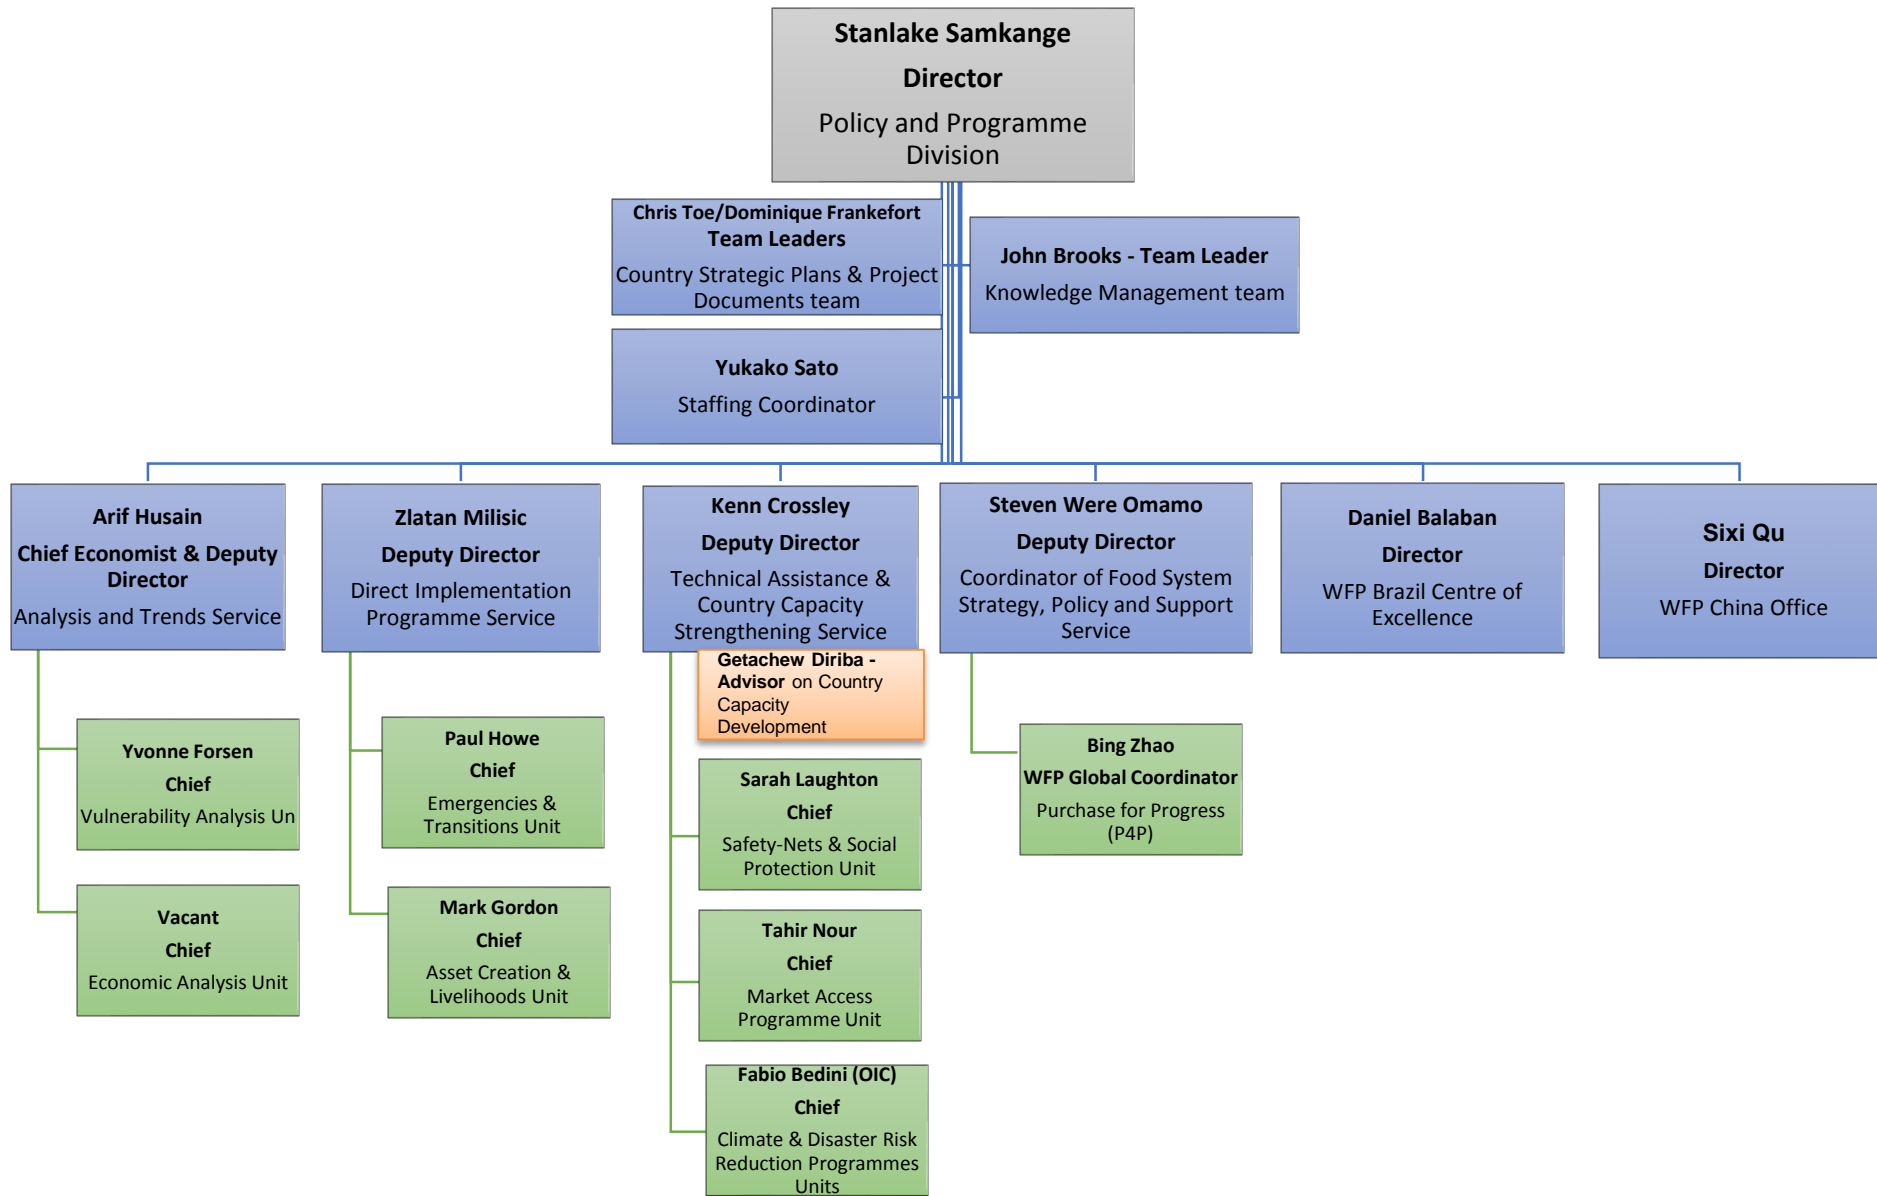 Stanlake Samkange
Director
Policy and Programme
Division
Chris Toe/Dominique Frankefort
Team Leaders
Country Strategic Plans & Project
Documents team
John Brooks - Team Leader
Knowledge Management team
Yukako Sato
Staffing Coordinator
Arif Husain
Chief Economist & Deputy
Director
Analysis and Trends Service
Zlatan Milisic
Deputy Director
Direct Implementation
Programme Service
Kenn Crossley
Deputy Director
Technical Assistance &
Country Capacity
Strengthening Service
Steven Were Omamo
Deputy Director
Coordinator of Food System
Strategy, Policy and Support
Service
Daniel Balaban
Director
WFP Brazil Centre of
Excellence
Sixi Qu
Director
WFP China Office
Getachew Diriba -
Advisor on Country
Capacity
Development
Yvonne Forsen
Chief
Vulnerability Analysis Un
Paul Howe
Chief
Emergencies &
Transitions Unit
Sarah Laughton
Chief
Safety-Nets & Social
Protection Unit
Bing Zhao
WFP Global Coordinator
Purchase for Progress
(P4P)
Vacant
Chief
Economic Analysis Unit
Mark Gordon
Chief
Asset Creation &
Livelihoods Unit
Tahir Nour
Chief
Market Access
Programme Unit
Fabio Bedini (OIC)
Chief
Climate & Disaster Risk
Reduction Programmes
Units